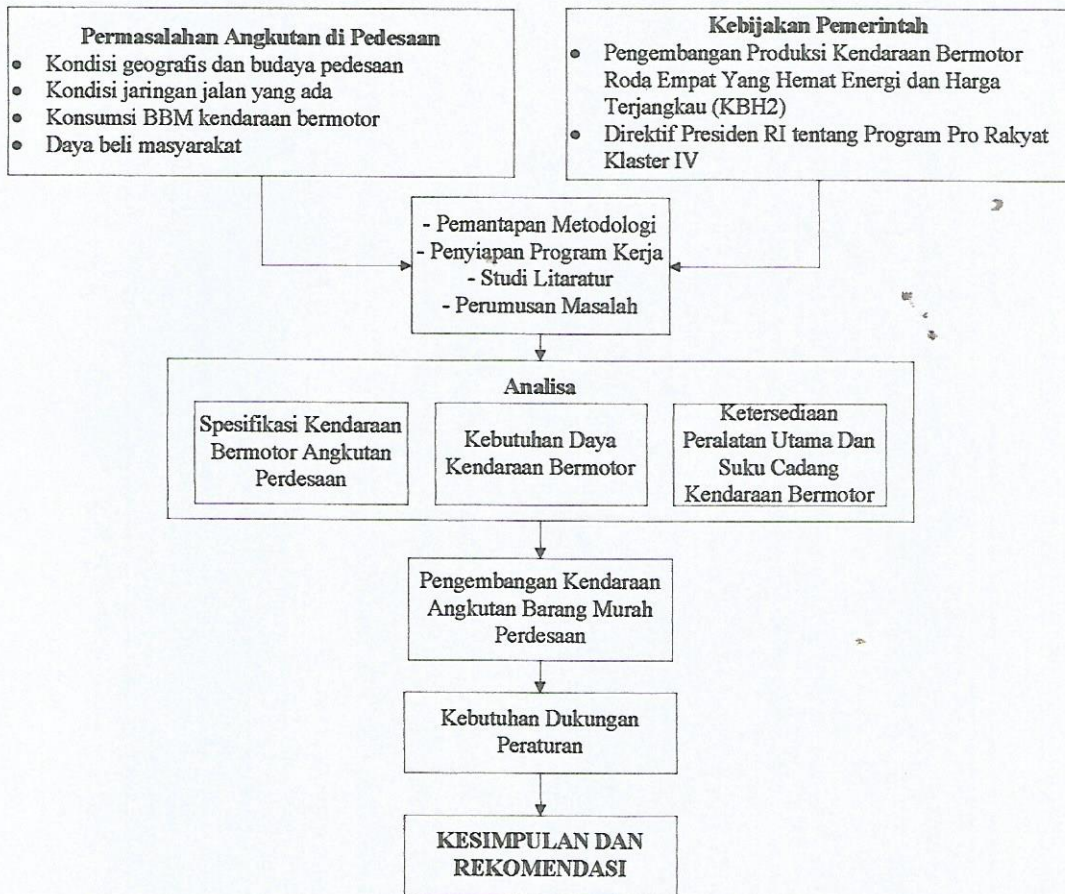 Permasalahan Angkutan di Pedesaan
• Kondisi geografis dan budaya pedesaan
• Kondisi jaringan jalan yang ada
• Konsumsi BBM kendaraan bermotor
• Daya beli masyarakat
Kebijakan Pemerintah
• Pengembangan Produksi Kendaraan Bermotor
Roda Empat Yang Hemat Energi dan Harga
Terjangkau (KBH2)
• Direktif Presiden RI tentang Program Pro Rakyat
Klaster IV
- Pemantapan Metodologi
- Penyiapan Program Kerja
- Studi Litaratur
- Perumusan Masalah
Analisa
Spesifikasi Kendaraan
Bermotor Angkutan
Perdesaan
Kebutuhan Daya
Kendaraan Bermotor
Ketersediaan
Peralatan Utama Dan
Suku Cadang
Kendaraan Bermotor
Pengembangan Kendaraan
Angkutan Barang Murah
Perdesaan
Kebutuhan Dukungan
Peraturan
KESIMPULAN DAN
REKOMENDASI